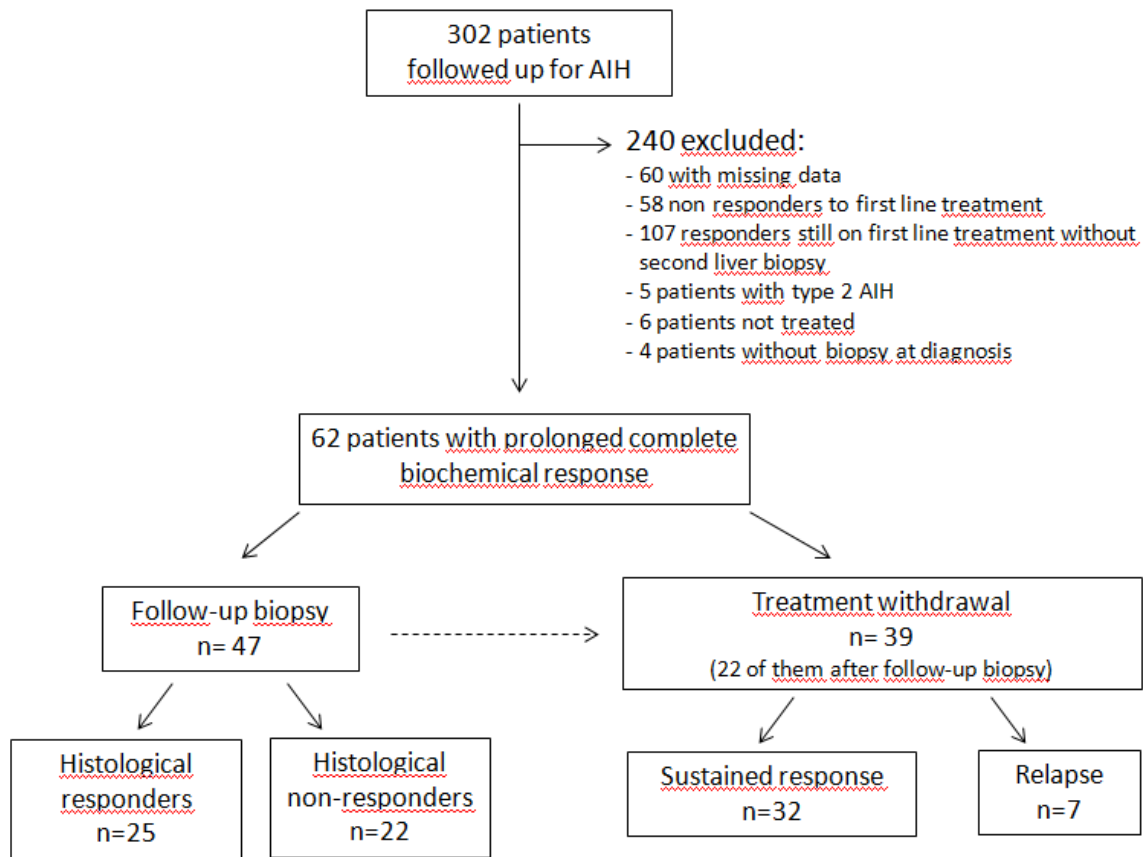 302 patients
followed up for AIH
240 excluded:
- 60 with missing data
- 58 non responders to first line treatment
- 107 responders still on first line treatment without
second liver biopsy
- 5 patients with type 2 AIH
- 6 patients not treated
- 4 patients without biopsy at diagnosis
62 patients with prolonged complete
biochemical response
Follow-up biopsy
n= 47
Treatment withdrawal
n= 39
(22 of them after follow-up biopsy)
Histological
responders
n=25
Histological
non-responders
n=22
Sustained response
n=32
Relapse
n=7